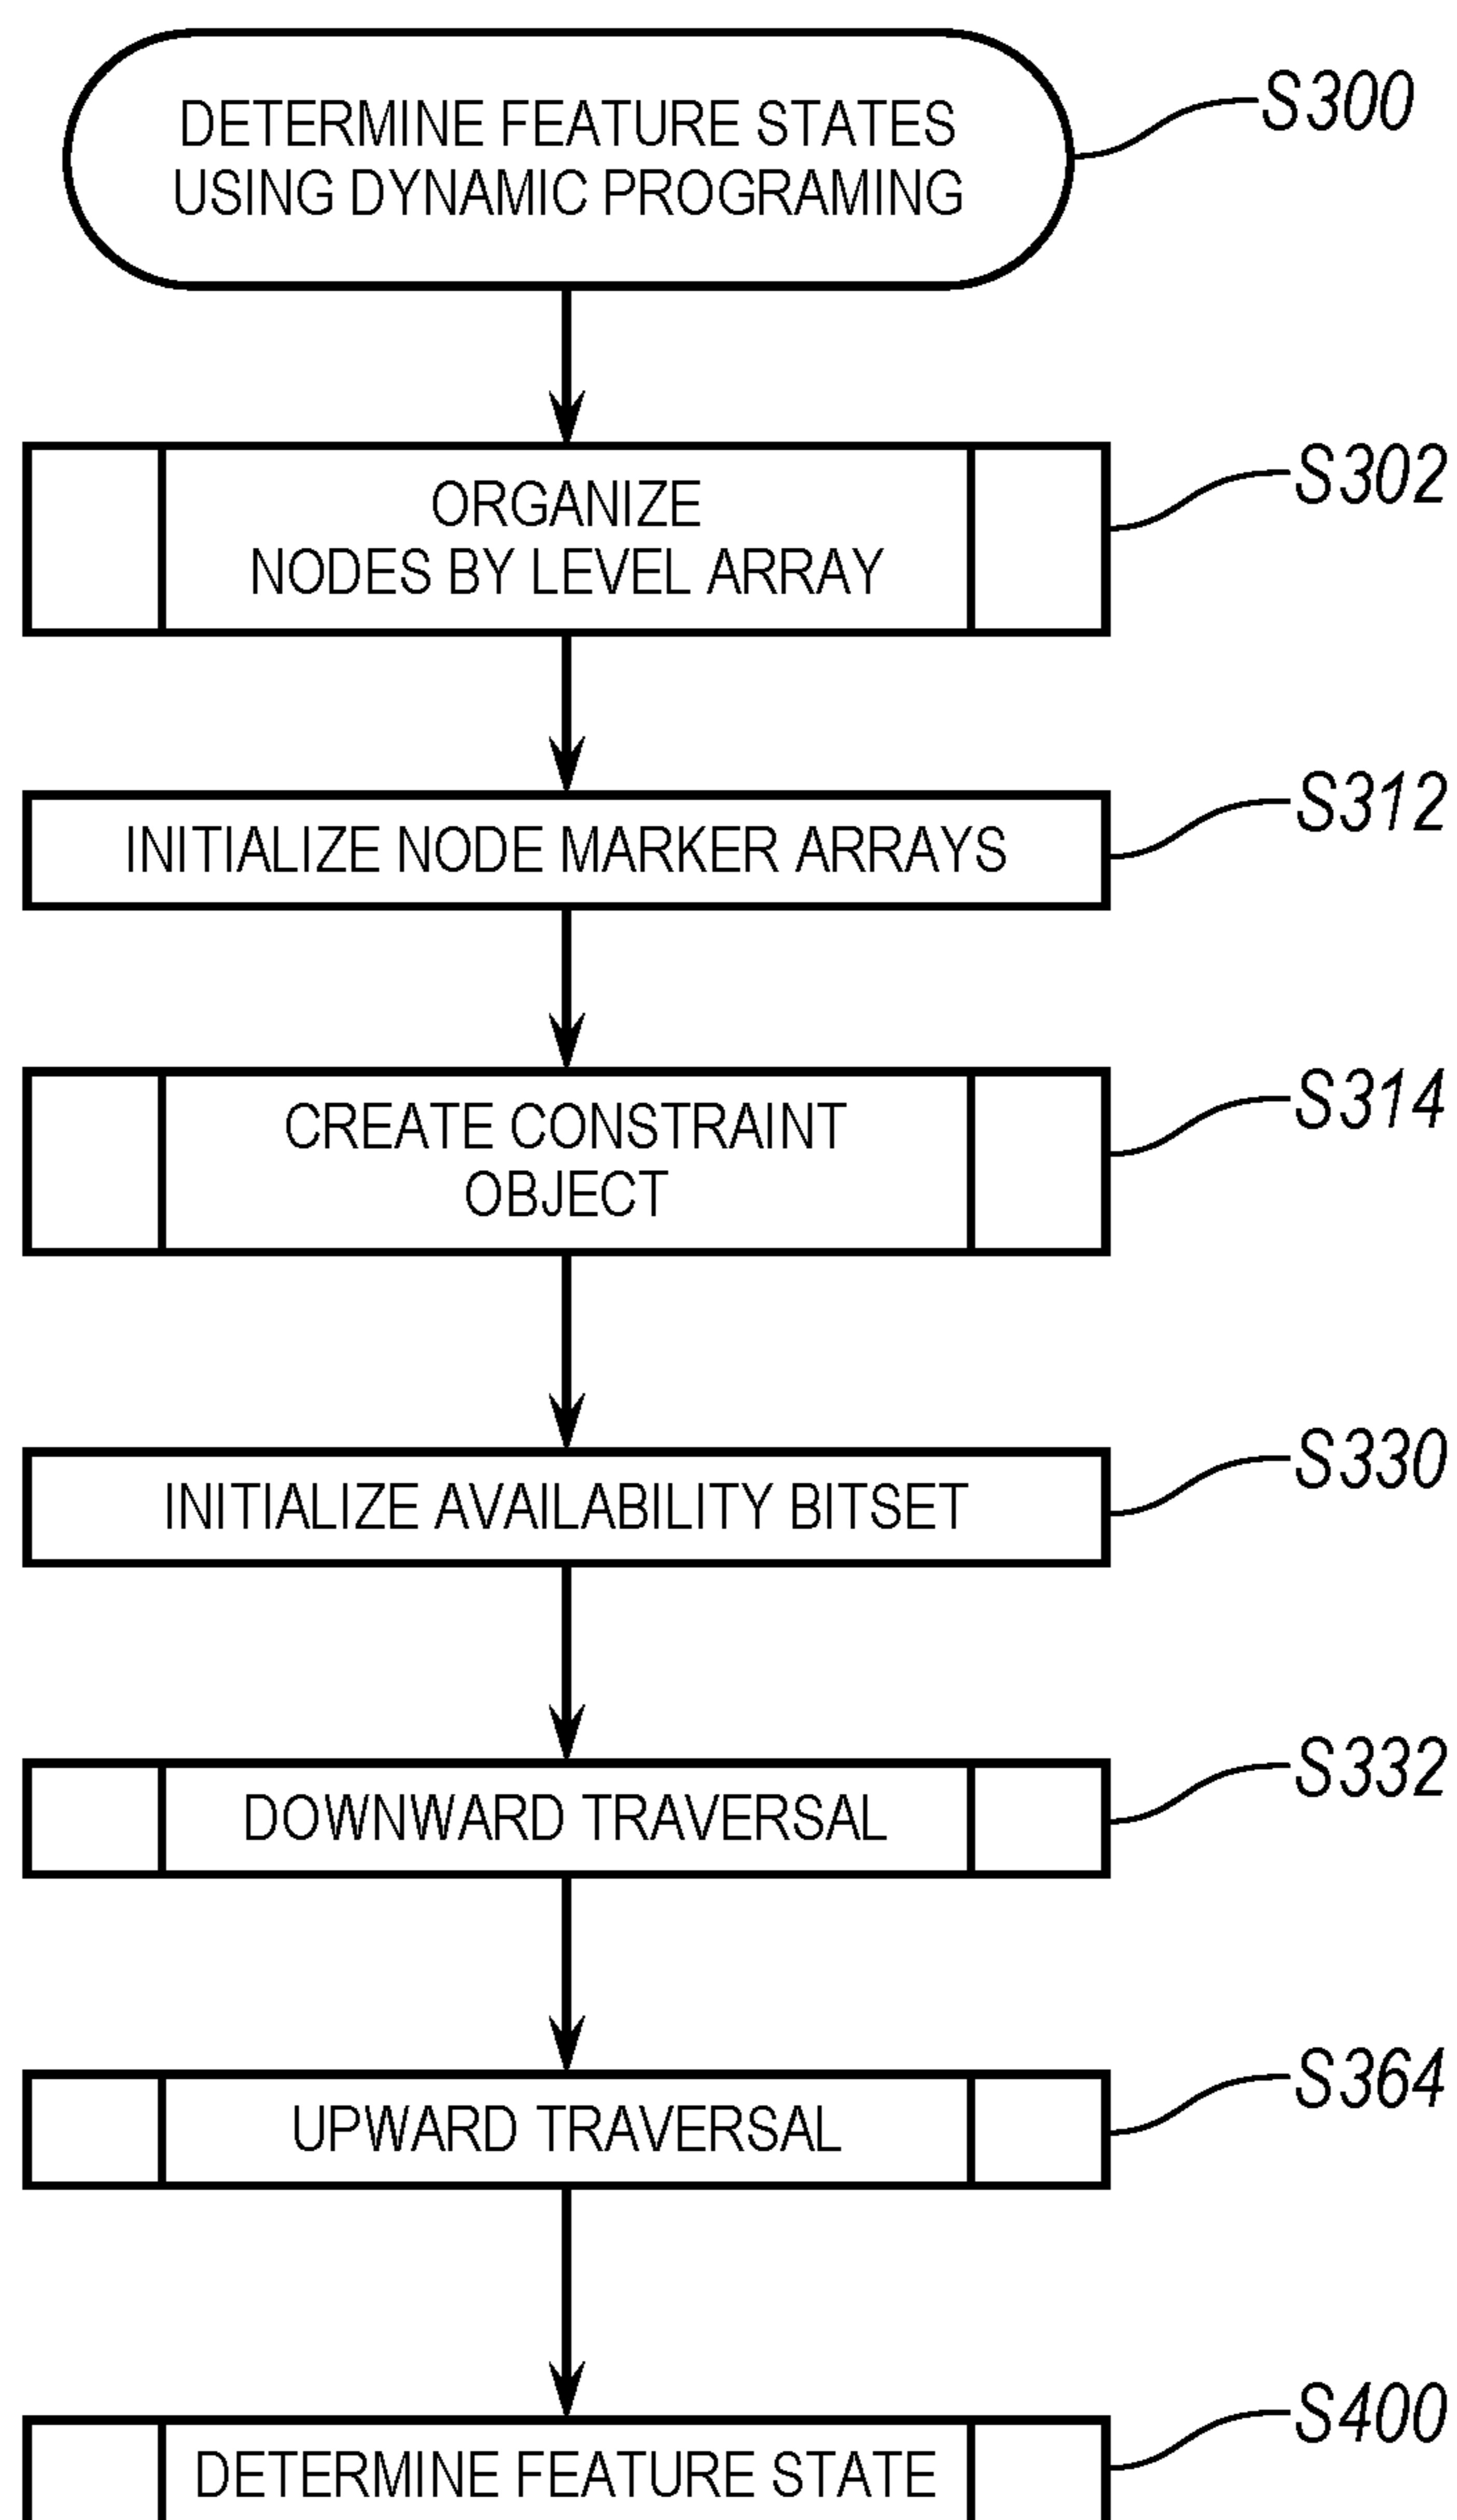 DETERMINE FEATURE STATES
USING DYNAMIC PROGRAMING
S300
ORGANIZE
NODES BY LEVEL ARRAY
S302
INITIALIZE NODE MARKER ARRAYS
S312
CREATE CONSTRAINT
OBJECT
S314
INITIALIZE AVAILABILITY BITSET
S330
DOWNWARD TRAVERSAL
S332
UPWARD TRAVERSAL
S364
DETERMINE FEATURE STATE
S400